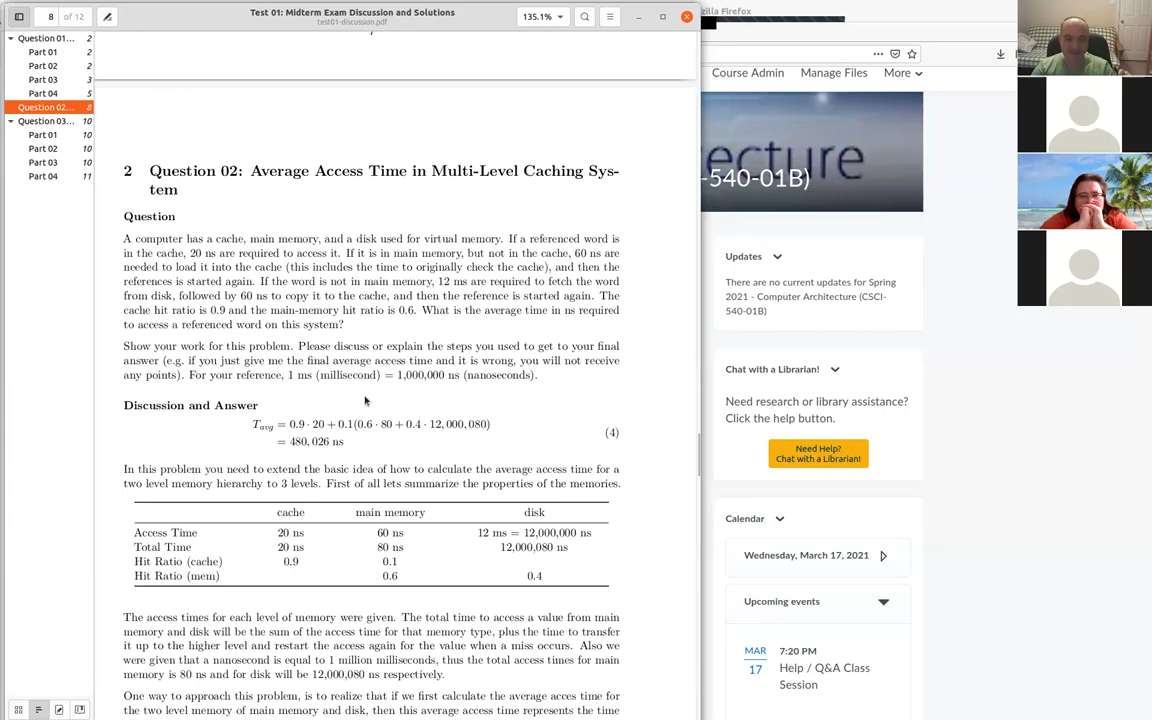 Test 01: Midterm Exam Discussion and Solutions
test01-discussion.pdf
8 of 12
135.1%
Question 01... 2
Part 01 2
Part 02 2
Part 03 3
Part 04 5
Question 02... 8
Question 03... 10
Part 01 10
Part 02 10
Part 03 10
Part 04 11
2 Question 02: Average Access Time in Multi-Level Caching Sys-
tem
Question
A computer has a cache, main memory, and a disk used for virtual memory. If a referenced word is
in the cache, 20 ns are required to access it. If it is in main memory, but not in the cache, 60 ns are
needed to load it into the cache (this includes the time to originally check the cache), and then the
references is started again. If the word is not in main memory, 12 ms are required to fetch the word
from disk, followed by 60 ns to copy it to the cache, and then the reference is started again. The
cache hit ratio is 0.9 and the main-memory hit ratio is 0.6. What is the average time in ns required
to access a referenced word on this system?
Show your work for this problem. Please discuss or explain the steps you used to get to your final
answer (e.g. if you just give me the final average access time and it is wrong, you will not receive
any points). For your reference, 1 ms (millisecond) = 1,000,000 ns (nanoseconds).
Discussion and Answer
Tavg = 0.9 · 20 + 0.1(0.6 · 80 + 0.4 · 12,000,080)
= 480,026 ns
(4)
In this problem you need to extend the basic idea of how to calculate the average access time for a
two level memory hierarchy to 3 levels. First of all lets summarize the properties of the memories.
cache main memory disk
Access Time 20 ns 60 ns 12 ms = 12,000,000 ns
Total Time 20 ns 80 ns 12,000,080 ns
Hit Ratio (cache) 0.9 0.1
Hit Ratio (mem) 0.6 0.4
The access times for each level of memory were given. The total time to access a value from main
memory and disk will be the sum of the access time for that memory type, plus the time to transfer
it up to the higher level and restart the access again for the value when a miss occurs. Also we
were given that a nanosecond is equal to 1 million milliseconds, thus the total access times for main
memory is 80 ns and for disk will be 12,000,080 ns respectively.
One way to approach this problem, is to realize that if we first calculate the average acces time for
the two level memory of main memory and disk, then this average access time represents the time
zilla Firefox
Course Admin Manage Files More
ecture
-540-01B)
Updates
There are no current updates for Spring
2021 - Computer Architecture (CSCI-
540-01B)
Chat with a Librarian!
Need research or library assistance?
Click the help button.
Need Help?
Chat with a Librarian!
Calendar
Wednesday, March 17, 2021
Upcoming events
MAR
17
7:20 PM
Help / Q&A Class
Session